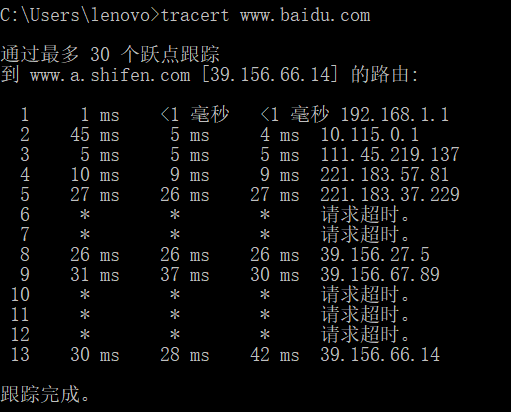 C:\Users\lenovo>tracert www.baidu.com
通过最多 30 个跃点跟踪
到 www.a.shifen.com [39.156.66.14] 的路由:
1 1 ms <1 毫秒 <1 毫秒 192.168.1.1
2 45 ms 5 ms 4 ms 10.115.0.1
3 5 ms 5 ms 5 ms 111.45.219.137
4 10 ms 9 ms 9 ms 221.183.57.81
5 27 ms 26 ms 27 ms 221.183.37.229
6 * * * 请求超时。
7 * * * 请求超时。
8 26 ms 26 ms 26 ms 39.156.27.5
9 31 ms 37 ms 30 ms 39.156.67.89
10 * * * 请求超时。
11 * * * 请求超时。
12 * * * 请求超时。
13 30 ms 28 ms 42 ms 39.156.66.14
跟踪完成。